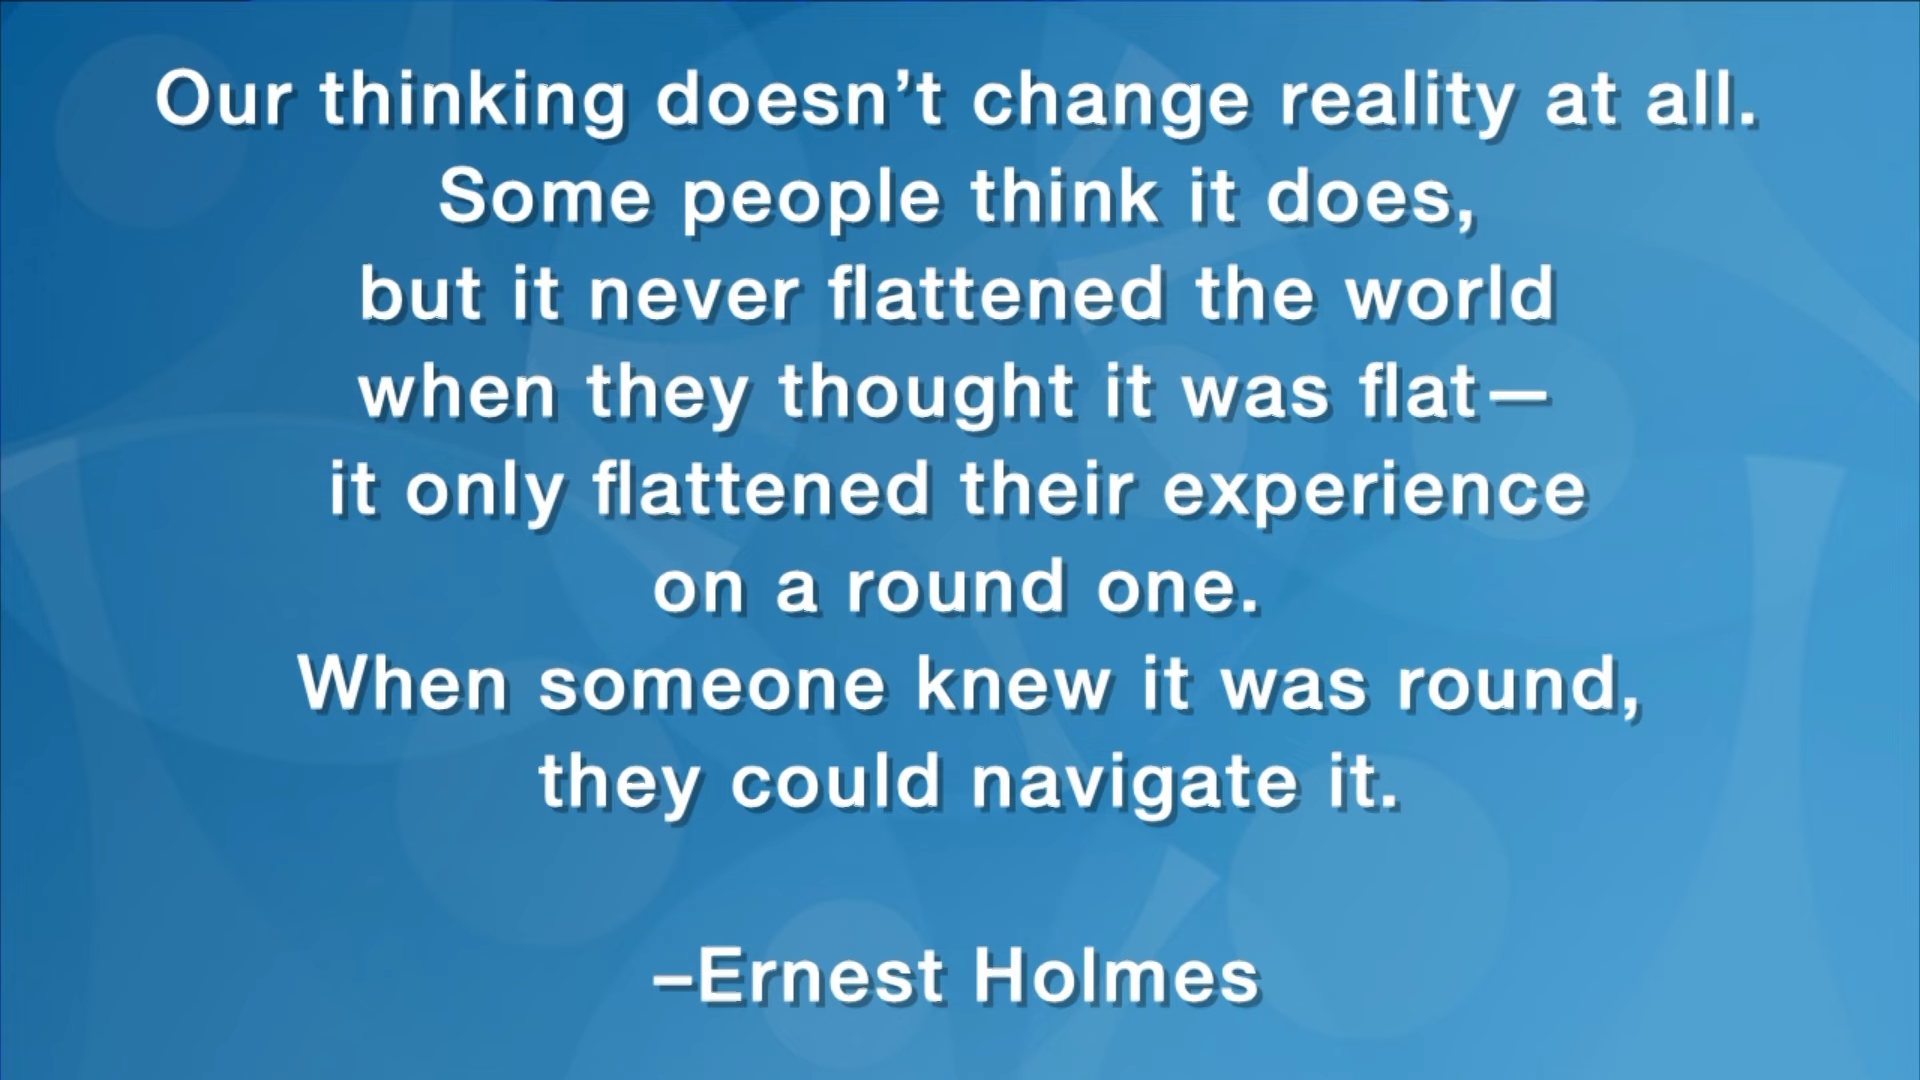 Our thinking doesn’t change reality at all.
Some people think it does,
but it never flattened the world
when they thought it was flat—
it only flattened their experience
on a round one.
When someone knew it was round,
they could navigate it.
–Ernest Holmes